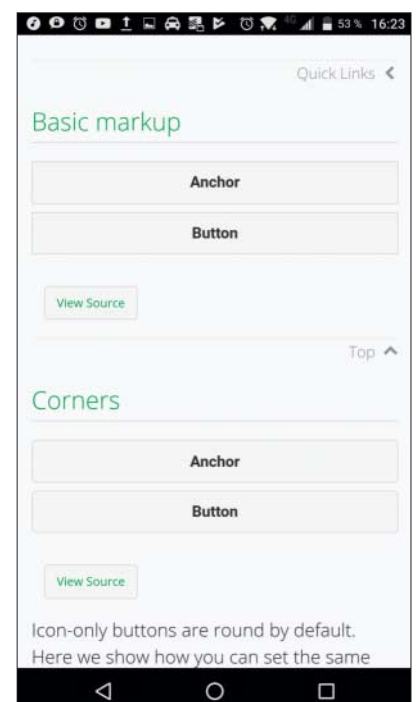 4G 53 % 16:23
Quick Links
Basic markup
Anchor
Button
View Source
Top
Corners
Anchor
Button
View Source
Icon-only buttons are round by default.
Here we show how you can set the same